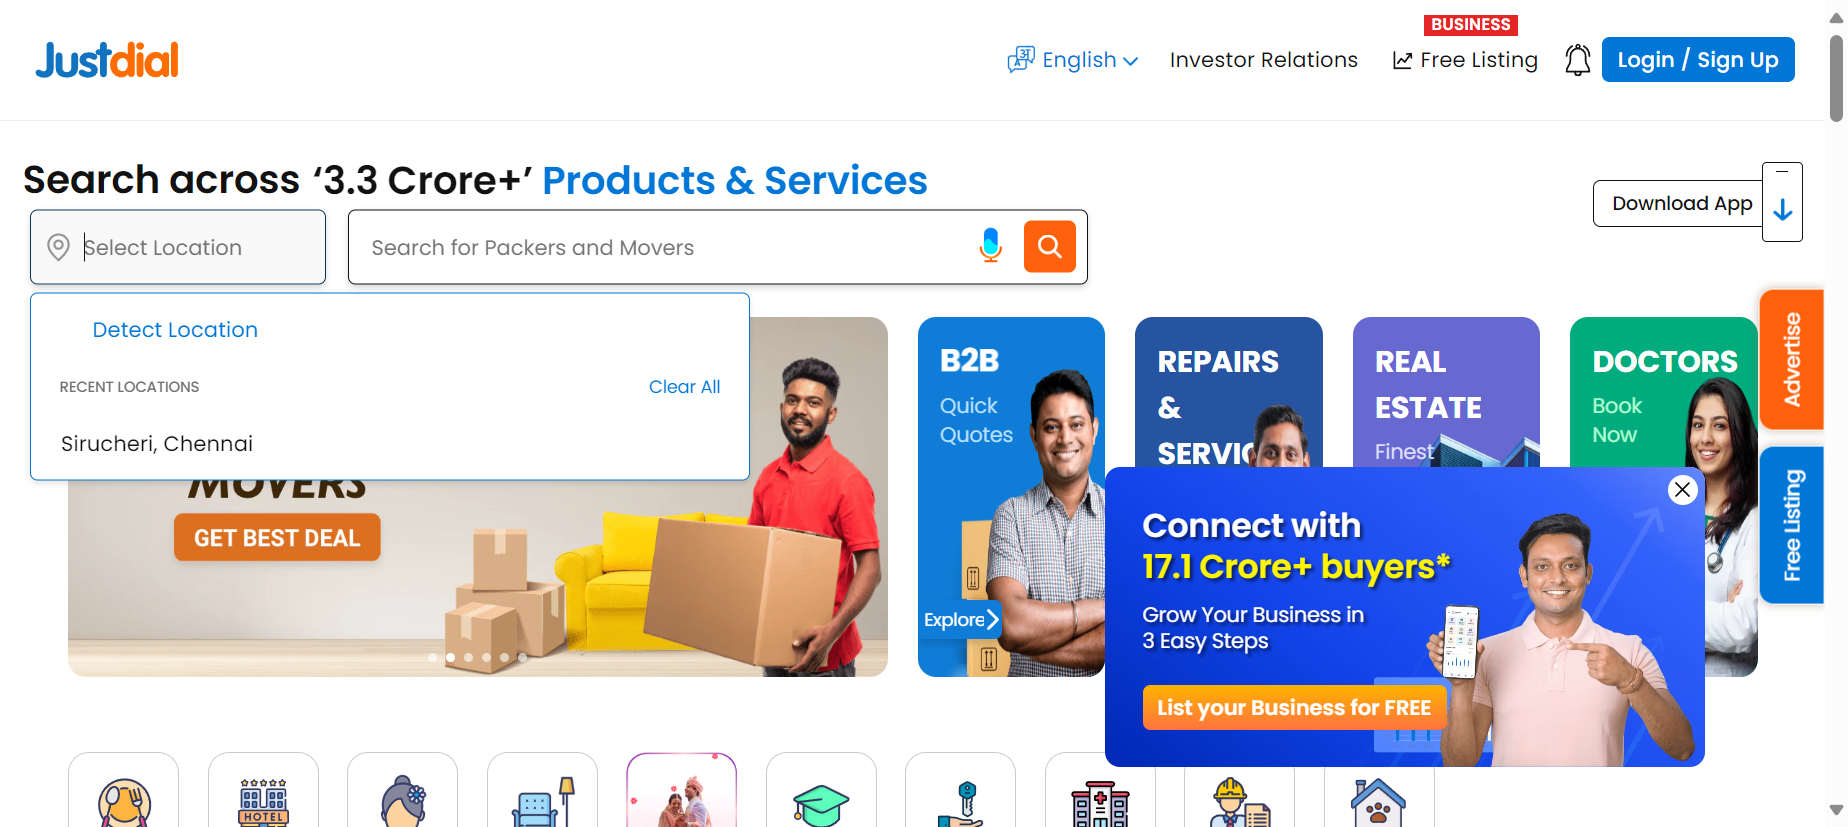 BUSINESS
Justdial
English
Investor Relations
Free Listing
Login / Sign Up
Search across ‘3.3 Crore+’ Products & Services
Download App
Select Location
Search for Packers and Movers
Detect Location
RECENT LOCATIONS
Clear All
Sirucheri, Chennai
MOVERS
GET BEST DEAL
B2B
Quick
Quotes
Explore
REPAIRS
&
REAL
ESTATE
Finest
DOCTORS
Book
Now
Advertise
Free Listing
Connect with
17.1 Crore+ buyers*
Grow Your Business in
3 Easy Steps
List your Business for FREE
HOTEL